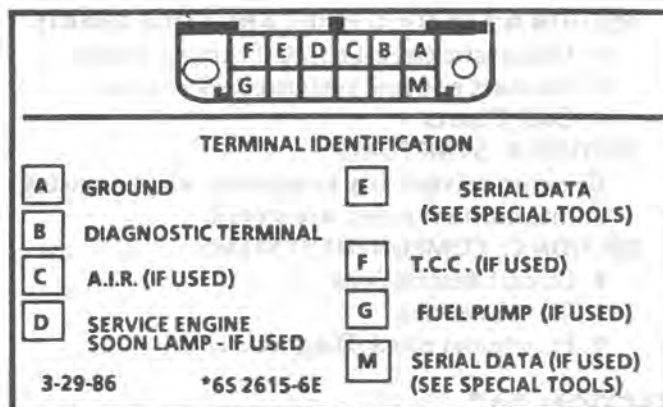 F E D C B A
G M
TERMINAL IDENTIFICATION
A GROUND
B DIAGNOSTIC TERMINAL
C A.I.R. (IF USED)
D SERVICE ENGINE
SOON LAMP - IF USED
E SERIAL DATA
(SEE SPECIAL TOOLS)
F T.C.C. (IF USED)
G FUEL PUMP (IF USED)
M SERIAL DATA (IF USED)
(SEE SPECIAL TOOLS)
3-29-86 *6S 2615-6E